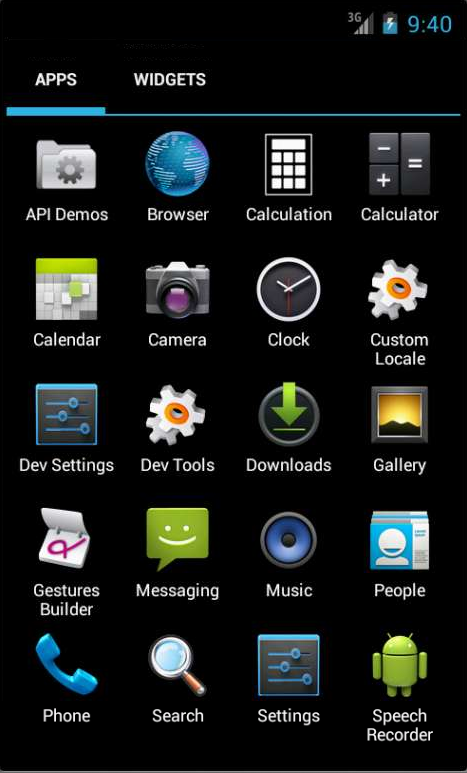 3G 9:40
APPS WIDGETS
API Demos Browser Calculation Calculator
Calendar Camera Clock Custom
Locale
Dev Settings Dev Tools Downloads Gallery
Gestures Messaging Music People
Builder
Phone Search Settings Speech
Recorder